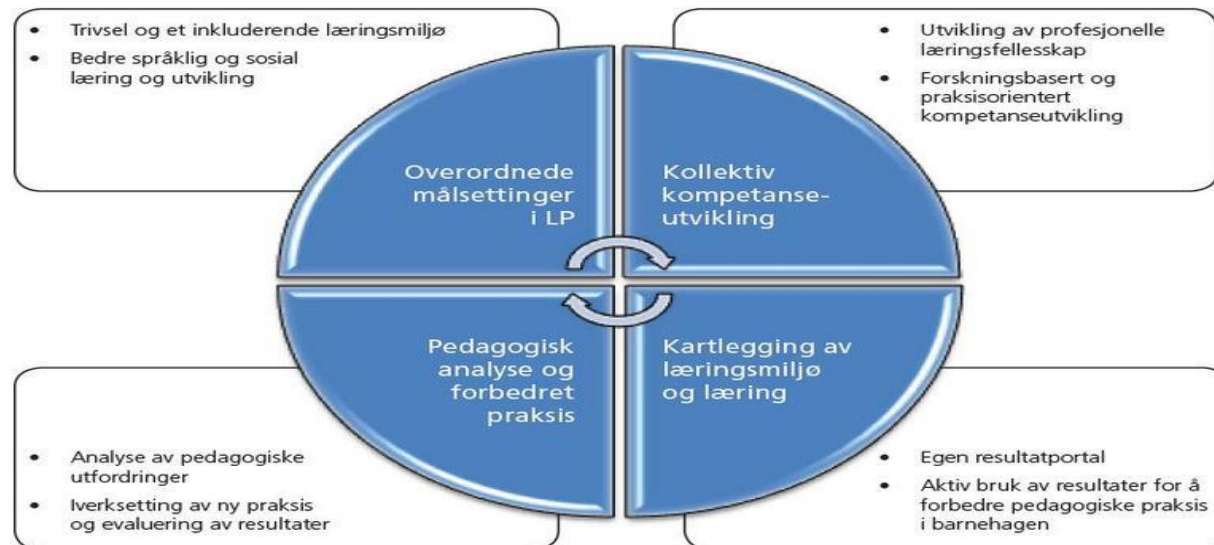 • Trivsel og et inkluderende læringsmiljø
• Bedre språklig og sosial
læring og utvikling
• Utvikling av profesjonelle
læringsfellesskap
• Forskningsbasert og
praksisorientert
kompetanseutvikling
Overordnede
målsettinger
i LP
Kollektiv
kompetanse-
utvikling
Pedagogisk
analyse og
forbedret
praksis
Kartlegging av
læringsmiljø
og læring
• Analyse av pedagogiske
utfordringer
• Iverksetting av ny praksis
og evaluering av resultater
• Egen resultatportal
• Aktiv bruk av resultater for å
forbedre pedagogiske praksis
i barnehagen